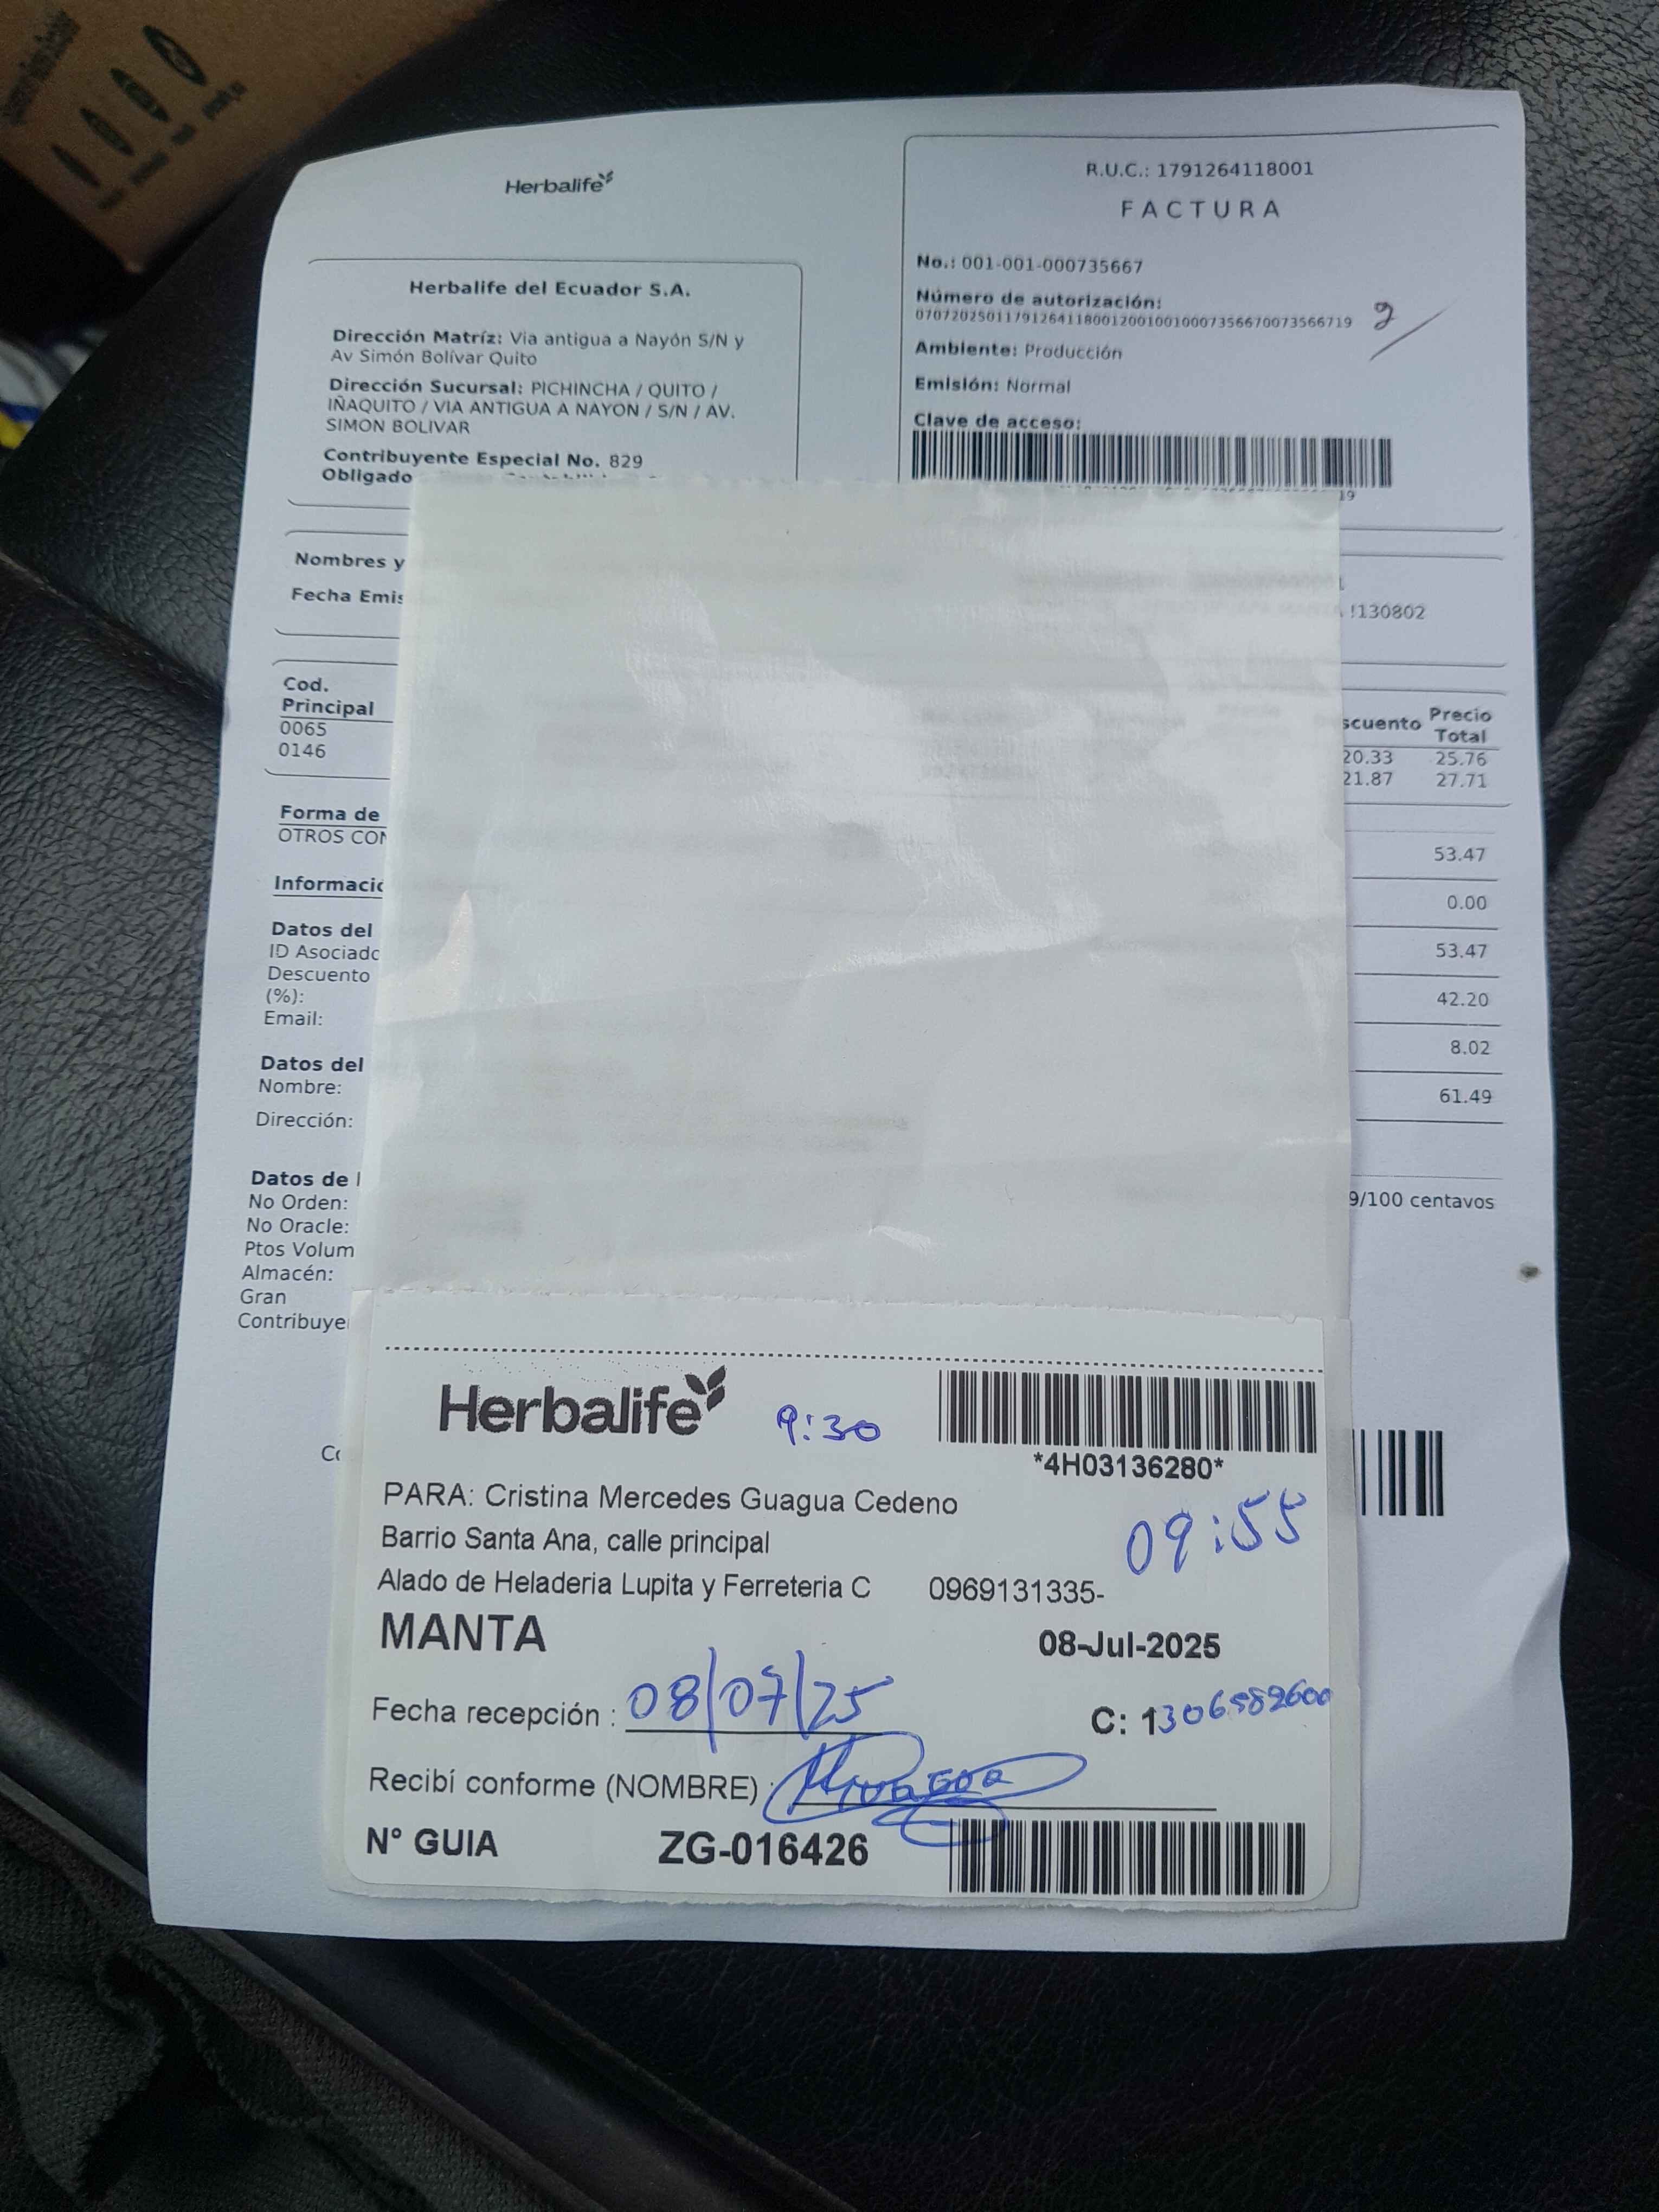 Herbalife
R.U.C.: 1791264118001
FACTURA
No.: 001-001-000735667
Número de autorización:
0707202501179126411800120010010007356670073566719
2
Ambiente: Producción
Emisión: Normal
Clave de acceso:
19
Herbalife del Ecuador S.A.
Dirección Matríz: Via antigua a Nayón S/N y
Av Simón Bolívar Quito
Dirección Sucursal: PICHINCHA / QUITO /
IÑAQUITO / VIA ANTIGUA A NAYON / S/N / AV.
SIMON BOLIVAR
Contribuyente Especial No. 829
Obligado
Nombres y
Fecha Emis
!130802
Cod.
Principal
scuento Precio
Total
0065 20.33 25.76
0146 21.87 27.71
Forma de
OTROS CON
53.47
Informació
0.00
Datos del
ID Asociado
53.47
Descuento
(%):
42.20
Email:
8.02
Datos del
Nombre:
61.49
Dirección:
Datos de
No Orden:
9/100 centavos
No Oracle:
Ptos Volum
Almacén:
Gran
Contribuye
Herbalife 9:30
*4H03136280*
PARA: Cristina Mercedes Guagua Cedeno
09:55
Barrio Santa Ana, calle principal
Alado de Heladeria Lupita y Ferreteria C 0969131335-
MANTA
08-Jul-2025
Fecha recepción : 08/07/25
C: 1306589600
Recibí conforme (NOMBRE) :
N° GUIA ZG-016426